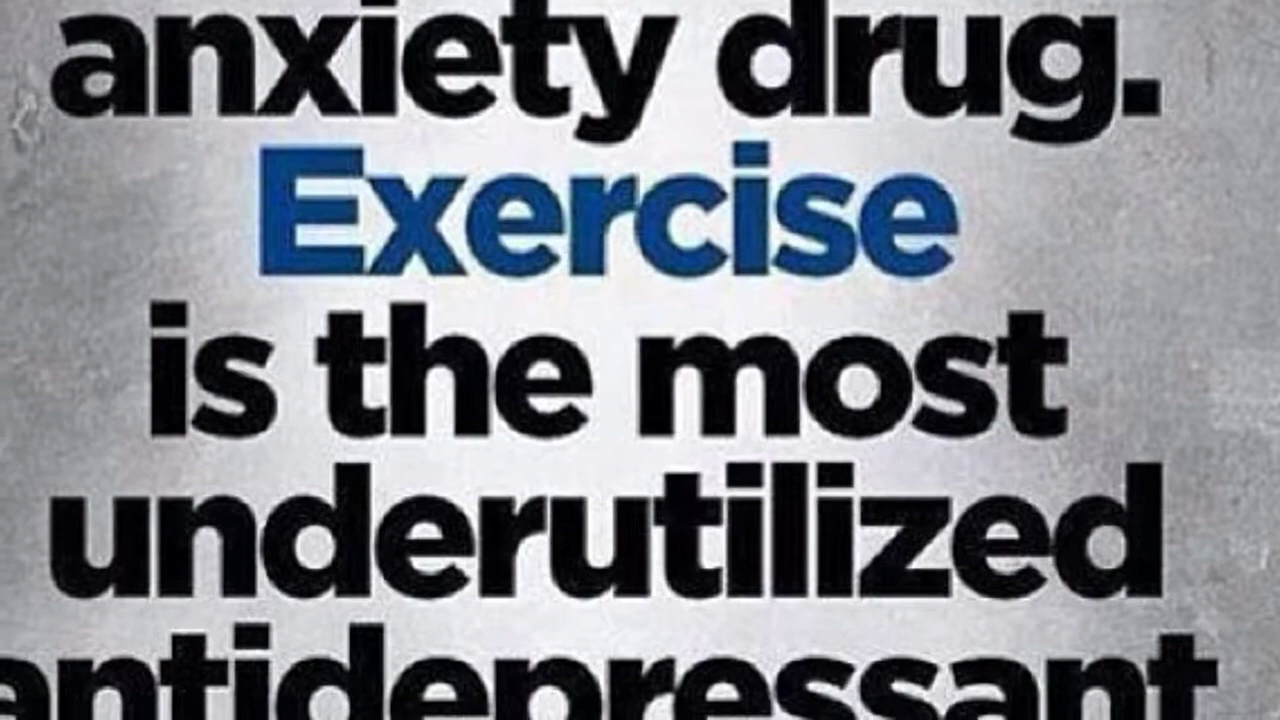 anxiety drug.
Exercise
is the most
underutilized
antidepressant